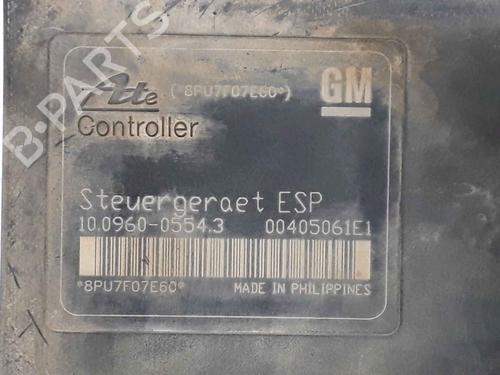 Ate (*8PU7F07E60*) GM
Controller
Steuergeraet ESP
10.0960-0554.3 00405061E1
*8PU7F07E60* MADE IN PHILIPPINES
B-PARTS